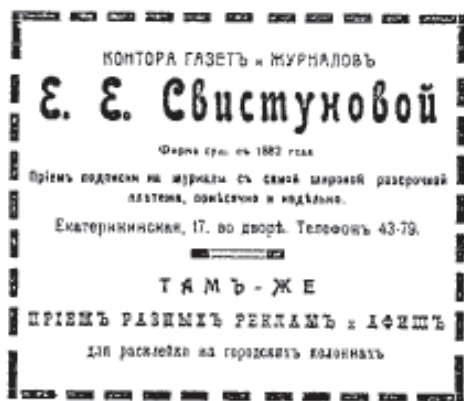 КОНТОРА ГАЗЕТЪ и ЖУРНАЛОВЪ
Е. Е. Свистуновой
Фирма сущ. съ 1882 года
Пріемъ подписки на журналы съ самой широкой разсрочкой
платежа, помѣсячно и недѣльно.
Екатерининская, 17. во дворѣ. Телефонъ 43-79.
ТАМЪ-ЖЕ
ПРІЕМЪ РАЗНЫХЪ РЕКЛАМЪ и АФИШЪ
для расклейки на городскихъ колоннахъ